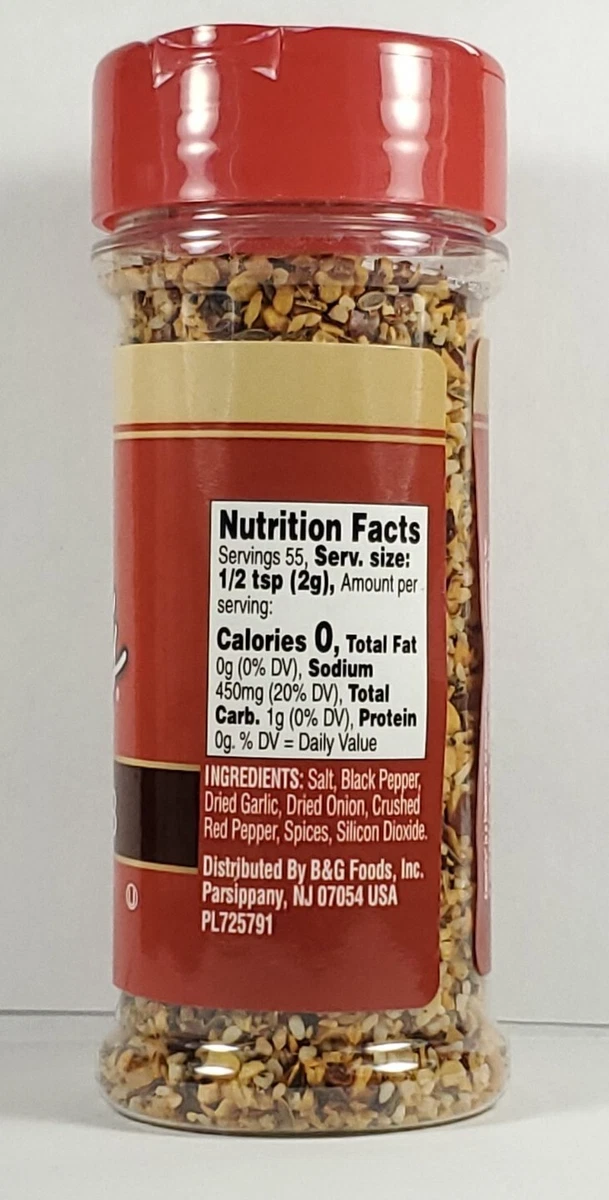 Nutrition Facts
Servings 55, Serv. size:
1/2 tsp (2g), Amount per
serving:
Calories 0, Total Fat
0g (0% DV), Sodium
450mg (20% DV), Total
Carb. 1g (0% DV), Protein
0g. % DV = Daily Value
INGREDIENTS: Salt, Black Pepper,
Dried Garlic, Dried Onion, Crushed
Red Pepper, Spices, Silicon Dioxide.
Distributed By B&G Foods, Inc.
Parsippany, NJ 07054 USA
PL725791
U